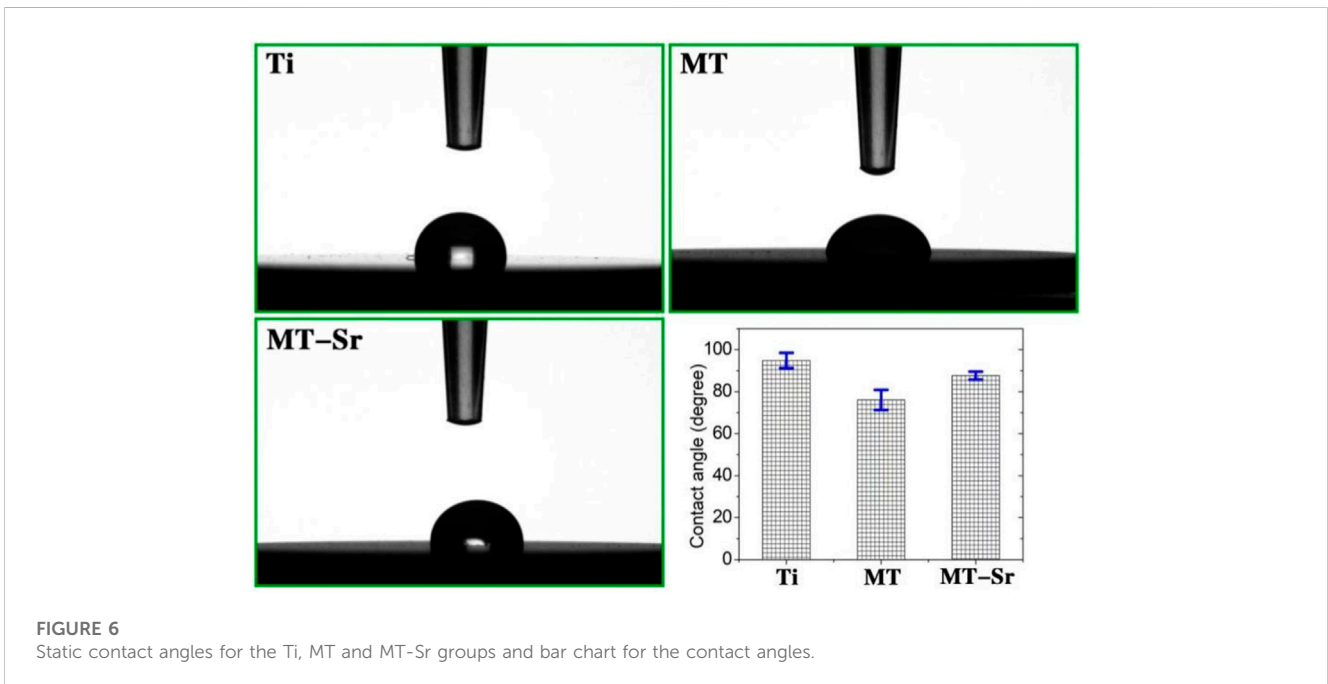 Ti
MT
MT–Sr
Contact angle (degree)
100
80
60
40
20
0
Ti
MT
MT–Sr
FIGURE 6
Static contact angles for the Ti, MT and MT-Sr groups and bar chart for the contact angles.